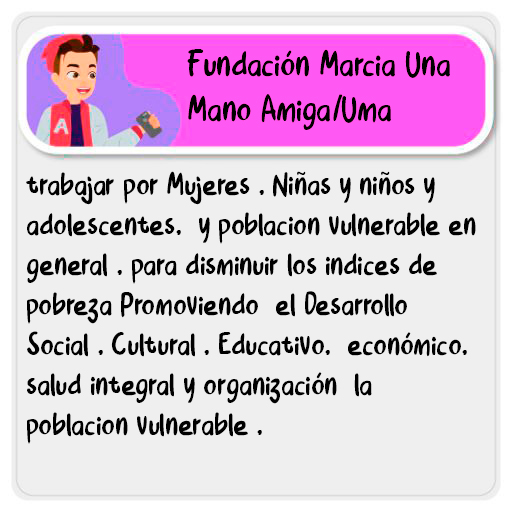 Fundación Marcia Una
Mano Amiga/Uma
A
trabajar por Mujeres , Niñas y niños y
adolescentes,  y poblacion Vulnerable en
general , para disminuir los indices de
pobreza Promoviendo  el Desarrollo
Social , Cultural , Educativo,  económico,
salud integral y organización  la
poblacion Vulnerable .